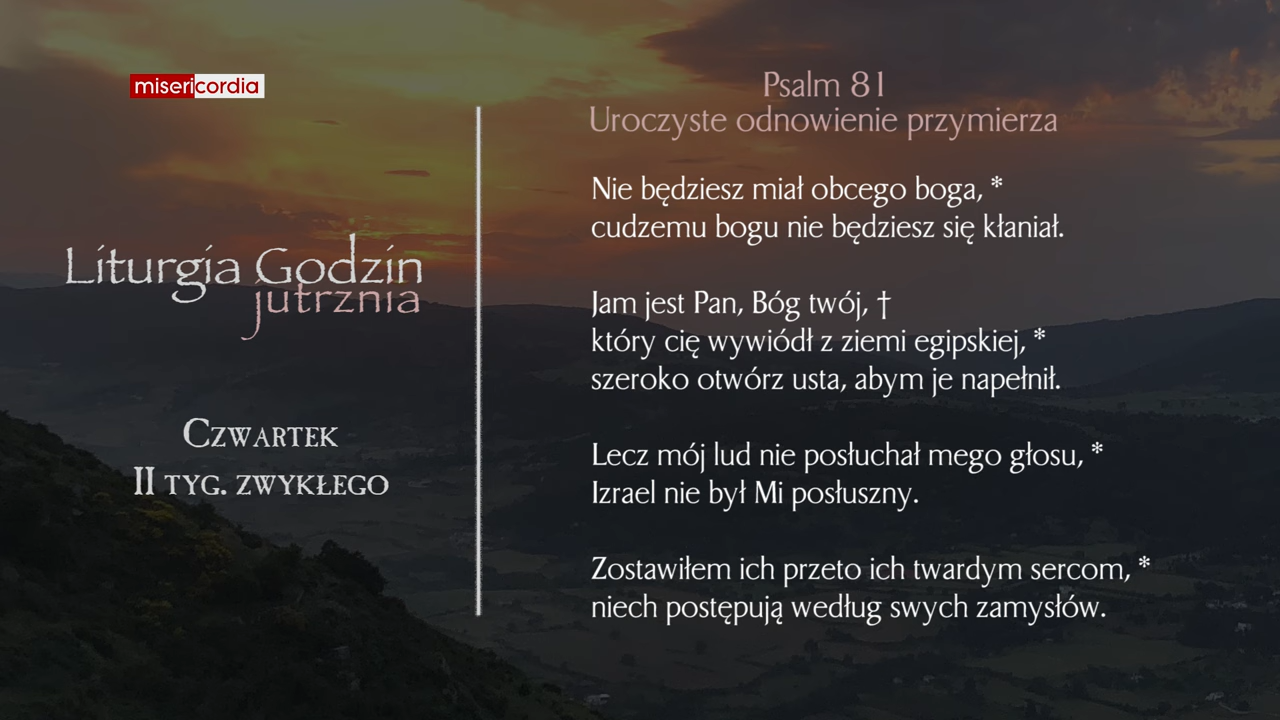 misericordia
Liturgia Godzin
jutrznia
Czwartek
II tyg. zwykłego
Psalm 81
Uroczyste odnowienie przymierza
Nie będziesz miał obcego boga, *
cudzemu bogu nie będziesz się kłaniał.
Jam jest Pan, Bóg twój, †
który cię wywiódł z ziemi egipskiej, *
szeroko otwórz usta, abym je napełnił.
Lecz mój lud nie posłuchał mego głosu, *
Izrael nie był Mi posłuszny.
Zostawiłem ich przeto ich twardym sercom, *
niech postępują według swych zamysłów.